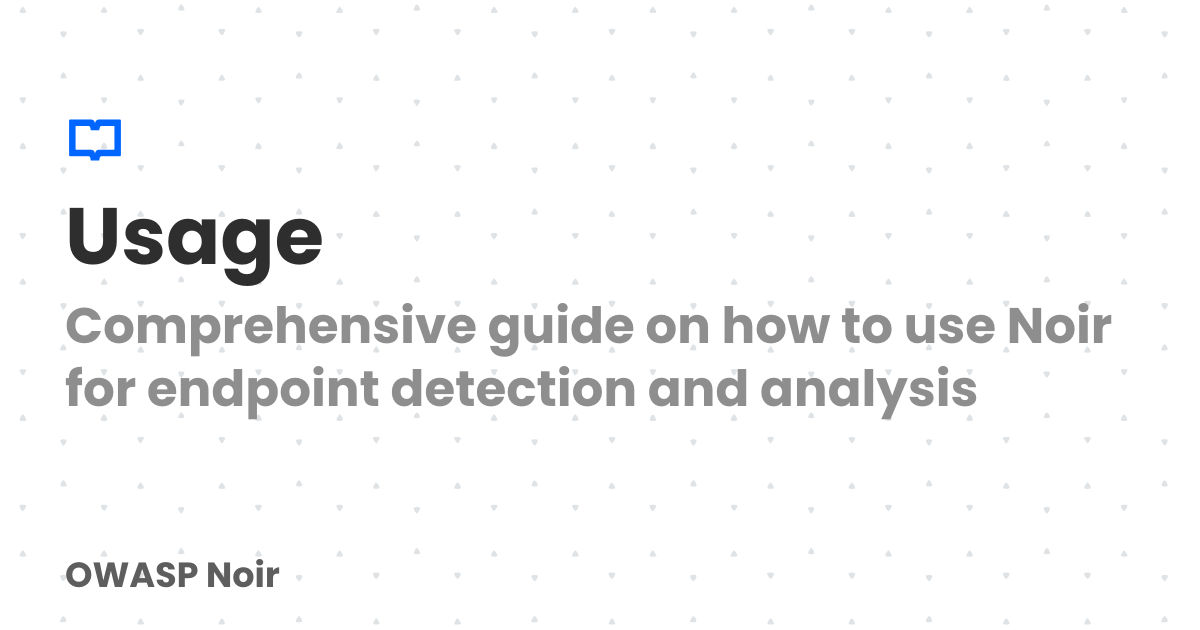 Usage
Comprehensive guide on how to use Noir
for endpoint detection and analysis
OWASP Noir